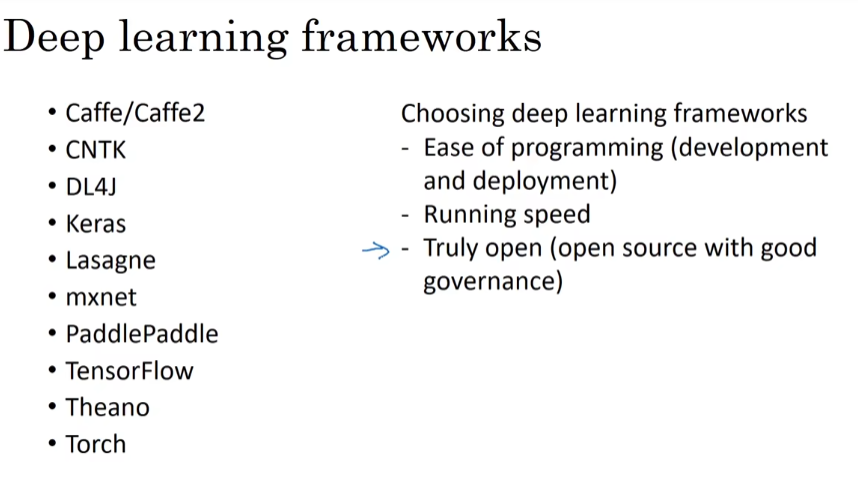 Deep learning frameworks
• Caffe/Caffe2
• CNTK
• DL4J
• Keras
• Lasagne
• mxnet
• PaddlePaddle
• TensorFlow
• Theano
• Torch
Choosing deep learning frameworks
- Ease of programming (development
and deployment)
- Running speed
- Truly open (open source with good
governance)